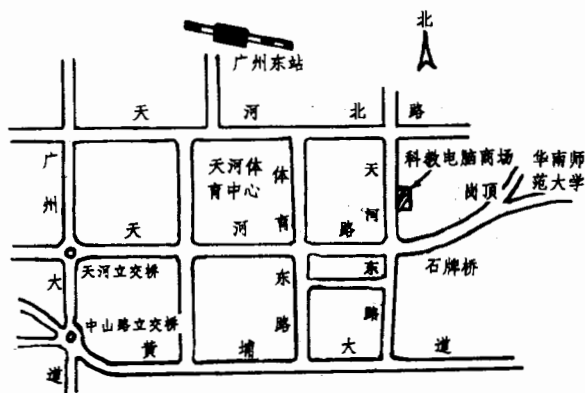 北
广州东站
天河北路
广州大道
天河体
育中心
体育东路
天河东路
科教电脑商场
华南师
范大学
岗顶
天河路
天河立交桥
石牌桥
中山路立交桥
黄埔大道